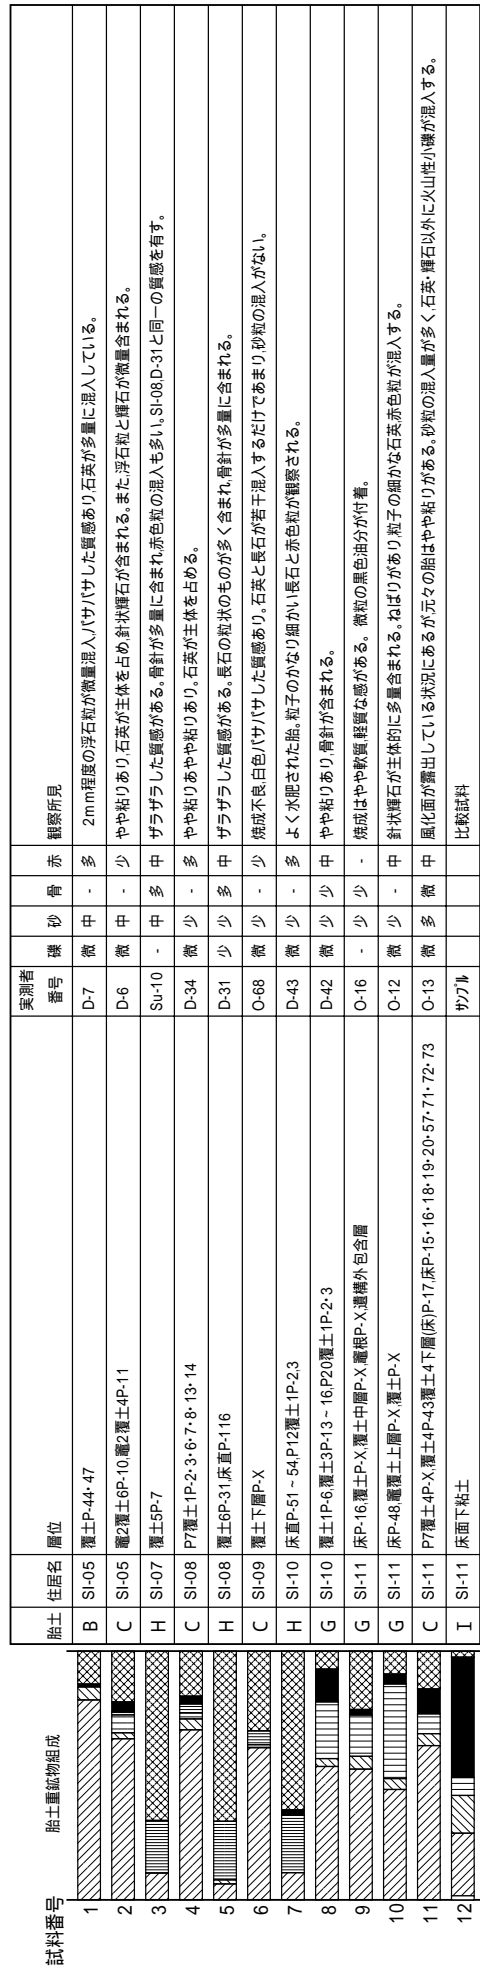 試料番号 胎土重鉱物組成 胎土 住居名 層位 実測者番号 礫 砂 骨 赤 観察所見
1 B SI-05 覆土P-44・47 D-7 微 中 - 多 2mm程度の浮石粒が微量混入,バサバサした質感あり,石英が多量に混入している。
2 C SI-05 竈2覆土6P-10,竈2覆土4P-11 D-6 微 中 - 少 やや粘りあり,石英が主体を占め,針状輝石が含まれる。また,浮石粒と輝石が微量含まれる。
3 H SI-07 覆土5P-7 Su-10 - 中 多 中 ザラザラした質感がある。骨針が多量に含まれ,赤色粒の混入も多い。SI-08,D-31と同一の質感を有す。
4 C SI-08 P7覆土1P-2・3・6・7・8・13・14 D-34 微 少 - 多 やや粘りあやや粘りあり。石英が主体を占める。
5 H SI-08 覆土6P-31,床直P-116 D-31 少 少 多 中 ザラザラした質感がある。長石の粒状のものが多く含まれ,骨針が多量に含まれる。
6 C SI-09 覆土下層P-X O-68 微 少 - 少 焼成不良,白色バサバサした質感あり。石英と長石が若干混入するだけであまり,砂粒の混入がない。
7 H SI-10 床直P-51～54,P12覆土1P-2,3 D-43 微 少 - 多 よく水肥された胎。粒子のかなり細かい長石と赤色粒が観察される。
8 G SI-10 覆土1P-6,覆土3P-13～16,P20覆土1P-2・3 D-42 微 少 少 中 やや粘りあり,骨針が含まれる。
9 G SI-11 床P-16,覆土P-X,覆土中層P-X,竈根P-X,遺構外包含層 O-16 - 少 少 - 焼成はやや軟質,軽質な感がある。 微粒の黒色油分が付着。
10 G SI-11 床P-48,竈覆土上層P-X,覆土P-X O-12 微 少 - 中 針状輝石が主体的に多量含まれる。ねばりがあり,粒子の細かな石英,赤色粒が混入する。
11 C SI-11 P7覆土4P-X,覆土4P-43覆土4下層(床)P-17,床P-15・16・18・19・20・57・71・72・73 O-13 微 多 微 中 風化面が露出している状況にあるが元々の胎はやや粘りがある。砂粒の混入量が多く,石英・輝石以外に火山性小礫が混入する。
12 I SI-11 床面下粘土 ｻﾝﾌﾟﾙ 比較試料